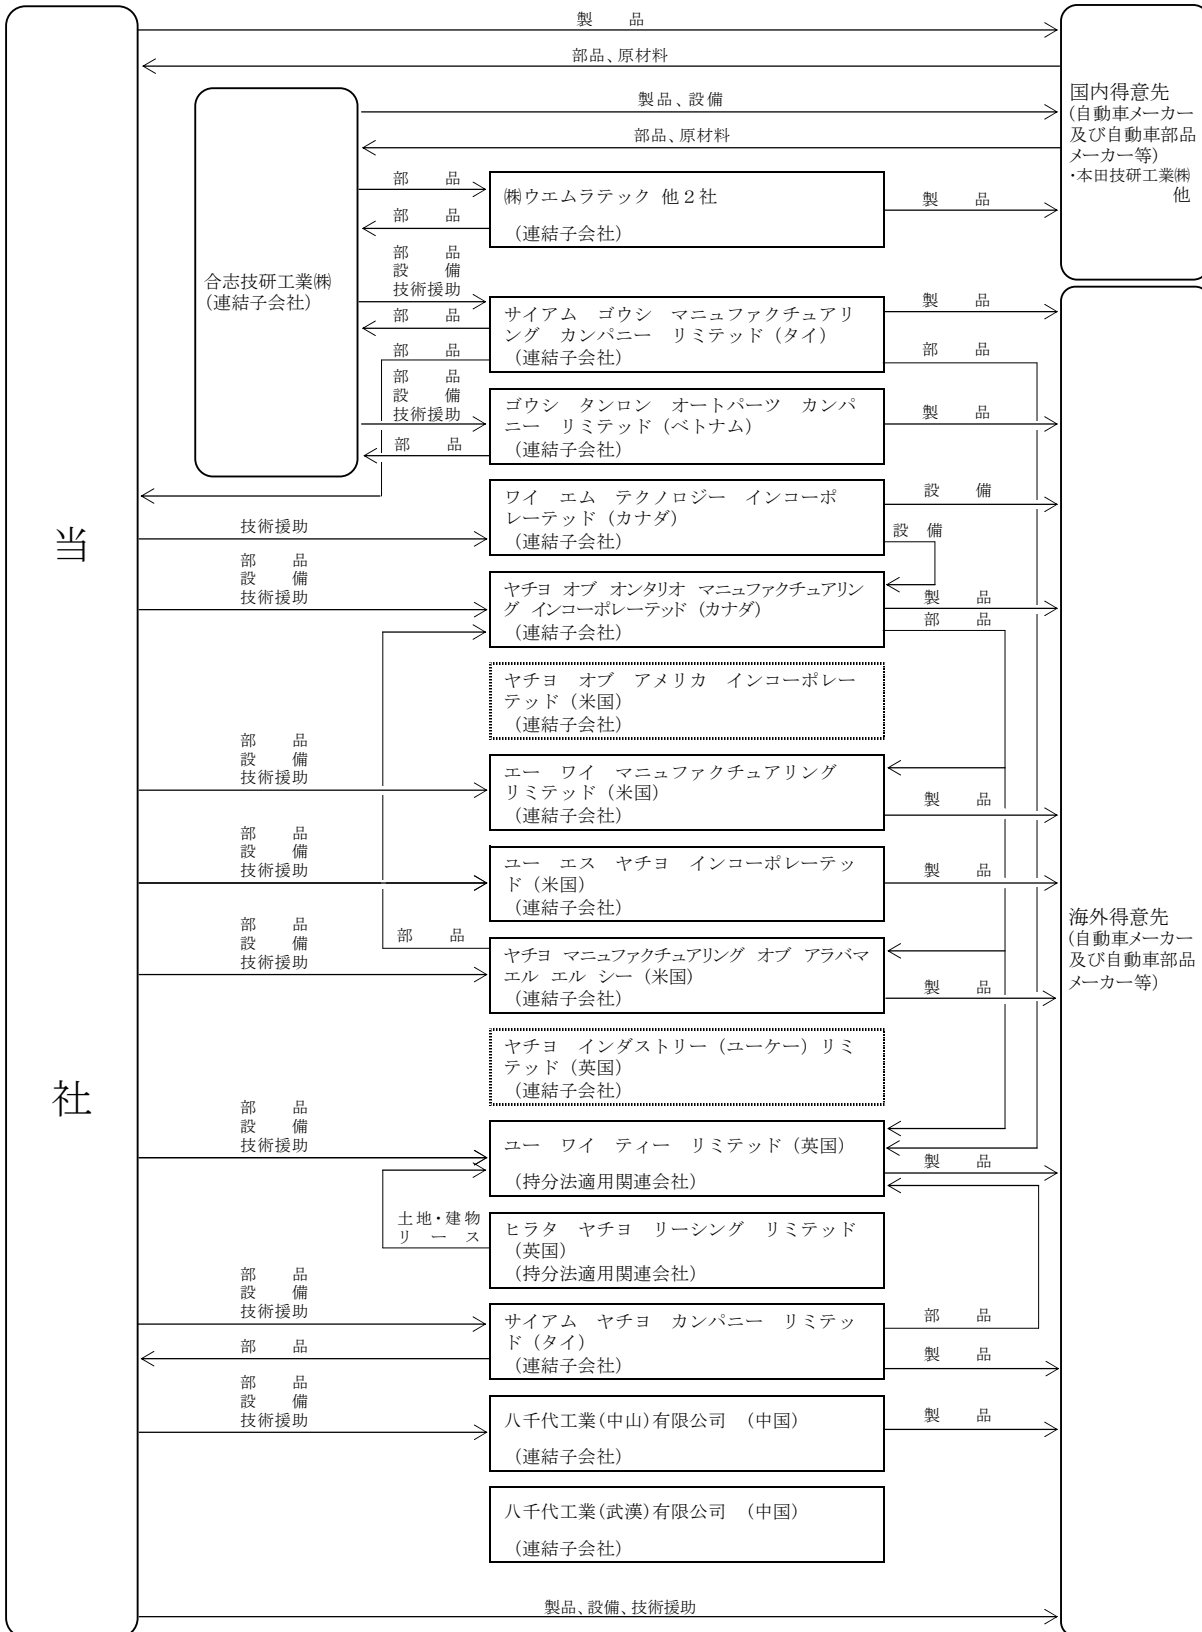 製　品
部品、原材料
国内得意先
(自動車メーカー
及び自動車部品
メーカー等)
・本田技研工業㈱
他
製品、設備
部品、原材料
合志技研工業㈱
(連結子会社)
部　品
部　品
㈱ウエムラテック 他２社
(連結子会社)
製　品
部　品
設　備
技術援助
部　品
部　品
サイアム　ゴウシ　マニュファクチュアリ
ング　カンパニー　リミテッド (タイ)
(連結子会社)
製　品
部　品
部　品
設　備
技術援助
部　品
ゴウシ　タンロン　オートパーツ　カンパ
ニー　リミテッド (ベトナム)
(連結子会社)
製　品
当
技術援助
ワイ　エム　テクノロジー　インコーポ
レーテッド (カナダ)
(連結子会社)
設　備
設　備
部　品
設　備
技術援助
ヤチヨ オブ オンタリオ マニュファクチュアリン
グ インコーポレーテッド (カナダ)
(連結子会社)
製　品
部　品
ヤチヨ　オブ　アメリカ　インコーポレー
テッド (米国)
(連結子会社)
部　品
設　備
技術援助
エー　ワイ　マニュファクチュアリング
リミテッド (米国)
(連結子会社)
製　品
部　品
設　備
技術援助
ユー　エス　ヤチヨ　インコーポレーテッ
ド (米国)
(連結子会社)
製　品
海外得意先
(自動車メーカー
及び自動車部品
メーカー等)
部　品
設　備
技術援助
部　品
ヤチヨ マニュファクチュアリング オブ アラバマ
エル エル シー (米国)
(連結子会社)
製　品
ヤチヨ　インダストリー (ユーケー) リミ
テッド (英国)
(連結子会社)
社
部　品
設　備
技術援助
ユー　ワイ　ティー　リミテッド (英国)
(持分法適用関連会社)
製　品
土地・建物
リ ー ス
ヒラタ　ヤチヨ　リーシング　リミテッド
(英国)
(持分法適用関連会社)
部　品
設　備
技術援助
部　品
サイアム　ヤチヨ　カンパニー　リミテッ
ド (タイ)
(連結子会社)
部　品
製　品
部　品
設　備
技術援助
八千代工業(中山)有限公司　(中国)
(連結子会社)
製　品
八千代工業(武漢)有限公司　(中国)
(連結子会社)
製品、設備、技術援助